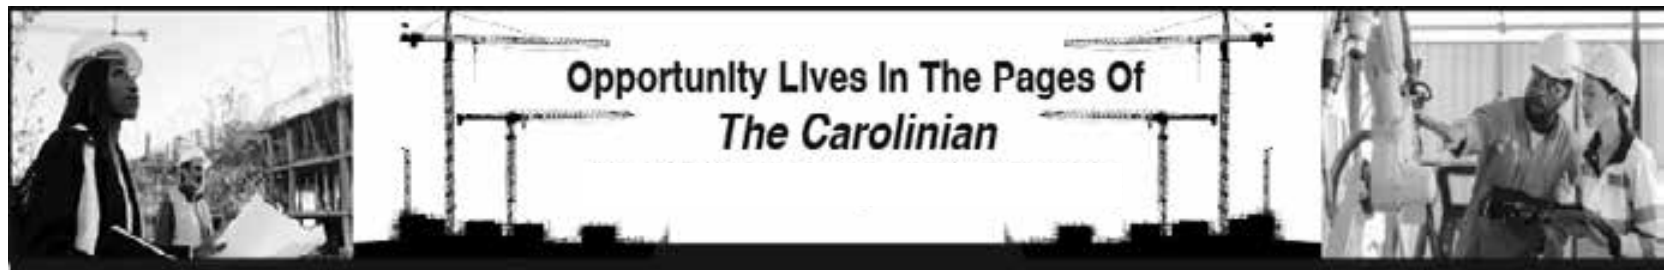 Opportunity Lives In The Pages Of
The Carolinian